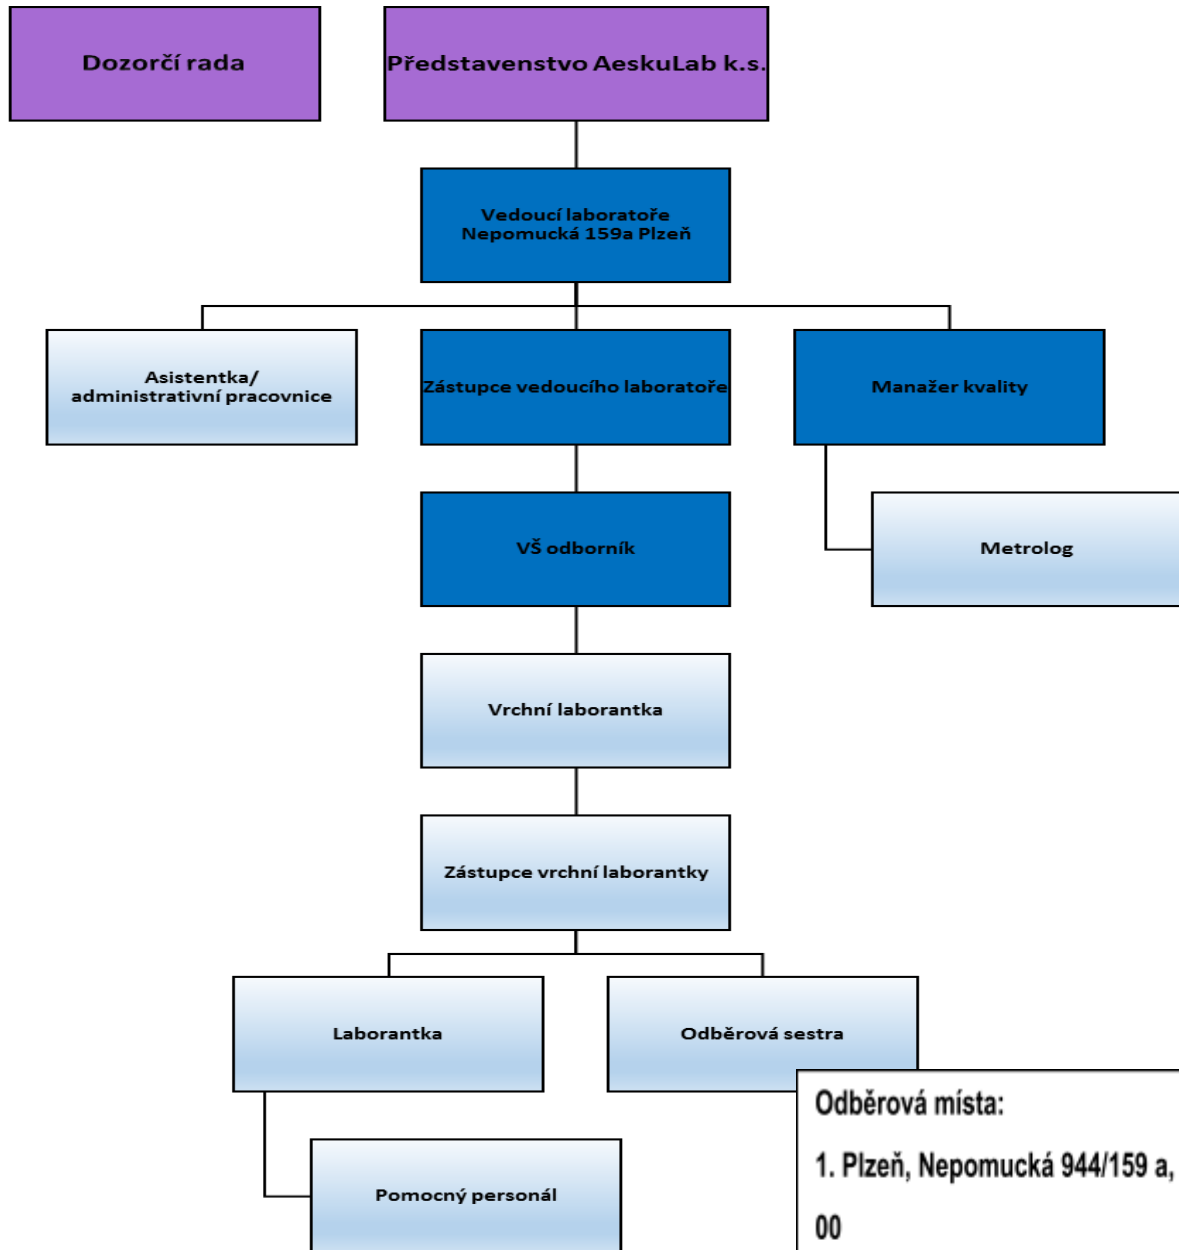 Dozorčí rada
Představenstvo AeskuLab k.s.
Vedoucí laboratoře
Nepomucká 159a Plzeň
Asistentka/
administrativní pracovnice
Zástupce vedoucího laboratoře
Manažer kvality
VŠ odborník
Metrolog
Vrchní laborantka
Zástupce vrchní laborantky
Laborantka
Odběrová sestra
Pomocný personál
Odběrová místa:
1. Plzeň, Nepomucká 944/159 a,
00